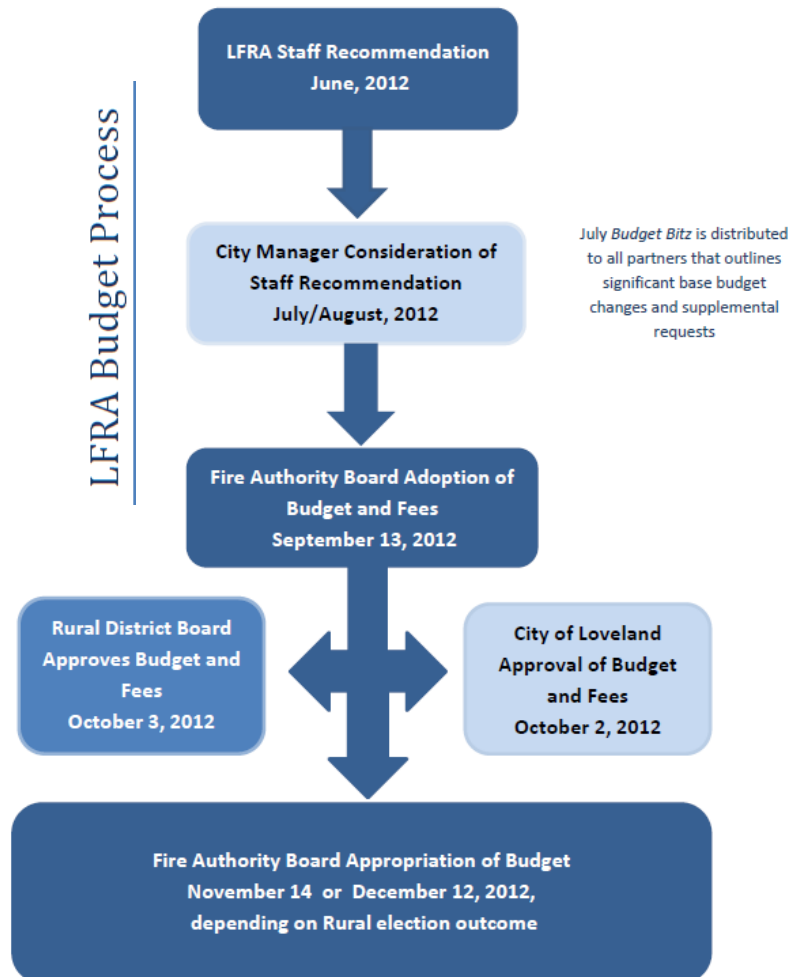 LFRA Budget Process
LFRA Staff Recommendation
June, 2012
City Manager Consideration of
Staff Recommendation
July/August, 2012
July Budget Bitz is distributed
to all partners that outlines
significant base budget
changes and supplemental
requests
Fire Authority Board Adoption of
Budget and Fees
September 13, 2012
Rural District Board
Approves Budget and
Fees
October 3, 2012
City of Loveland
Approval of Budget
and Fees
October 2, 2012
Fire Authority Board Appropriation of Budget
November 14 or December 12, 2012,
depending on Rural election outcome